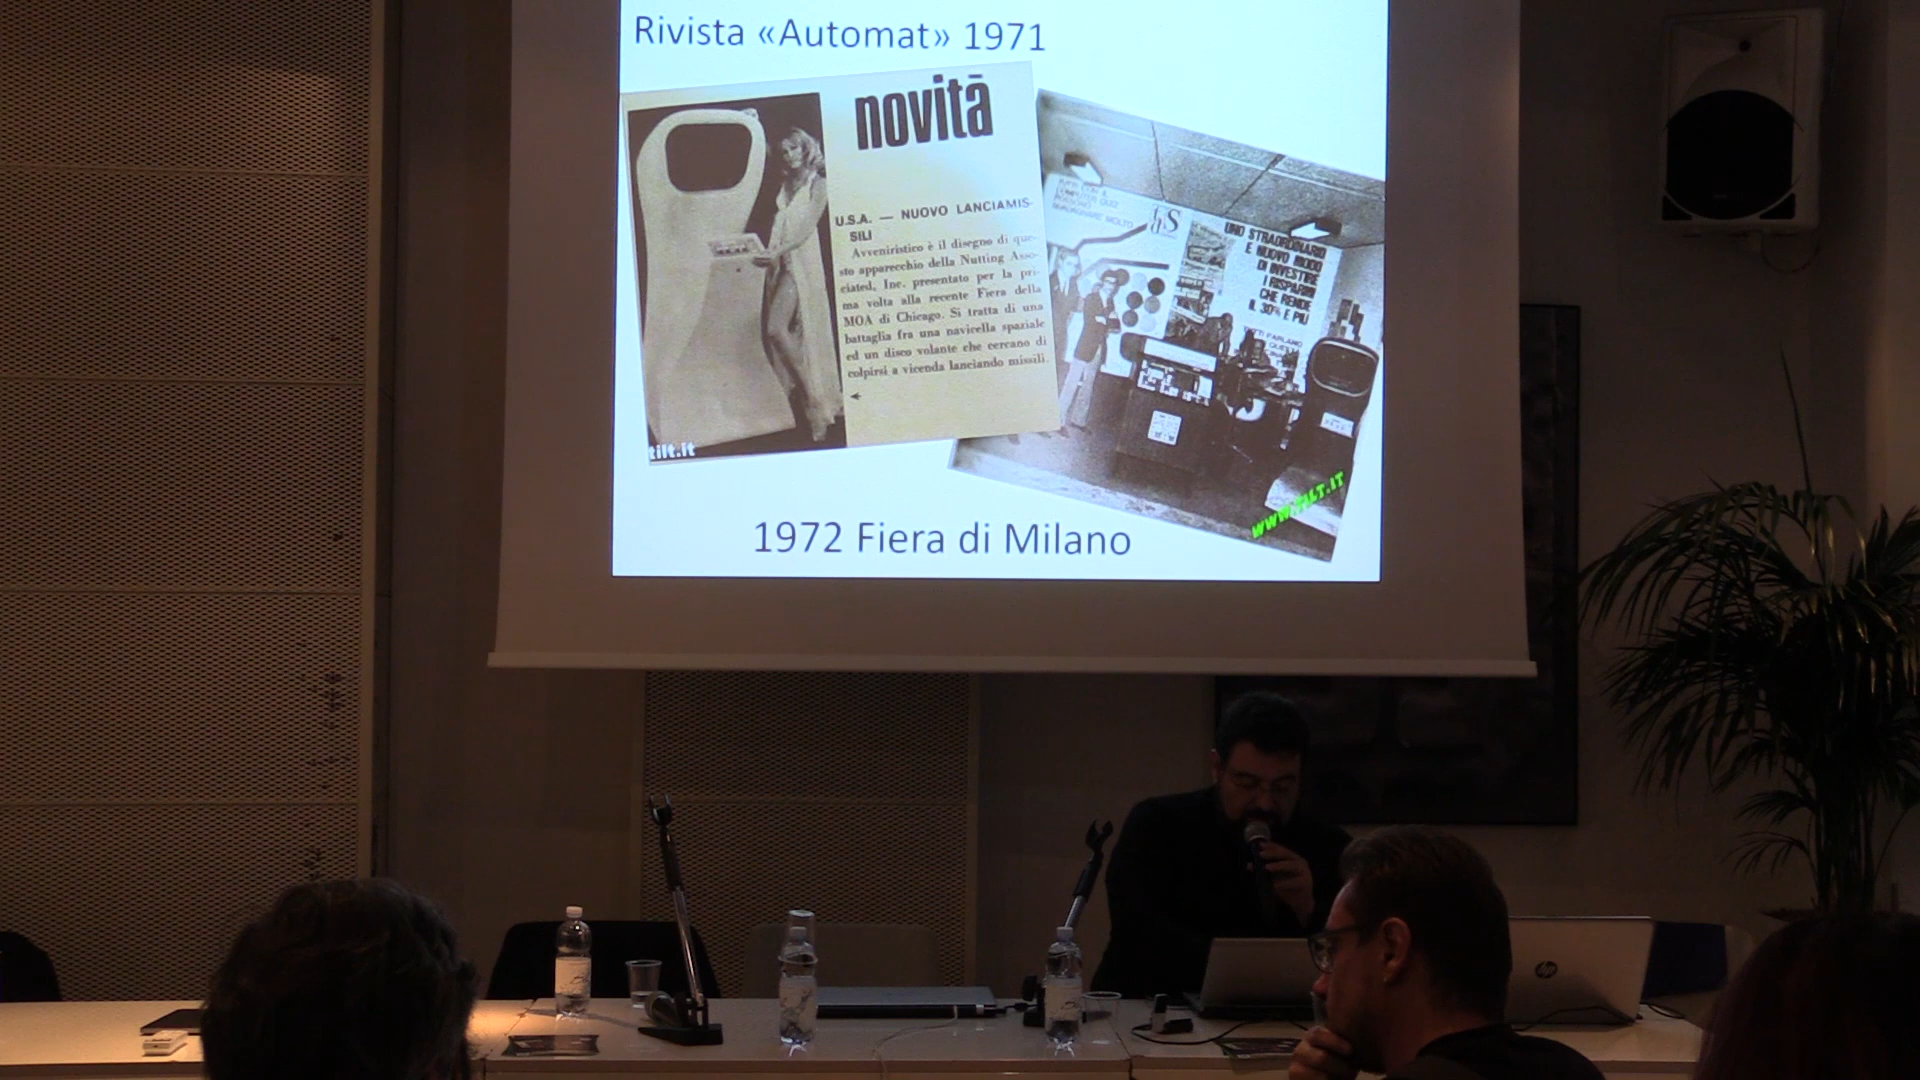 Rivista «Automat» 1971
novità
U.S.A. — NUOVO LANCIAMIS-
SILI
Avveniristico è il disegno di que-
sto apparecchio della Nutting Asso-
ciated, Inc. presentato per la pri-
ma volta alla recente Fiera della
MOA di Chicago. Si tratta di una
battaglia fra una navicella spaziale
ed un disco volante che cercano di
colpirsi a vicenda lanciando missili.
tilt.it
UNO STRAORDINARIO
E NUOVO MODO
DI INVESTIRE
I RISPARMI
CHE RENDE
IL 30% E PIÙ
WWW.TILT.IT
1972 Fiera di Milano
hp